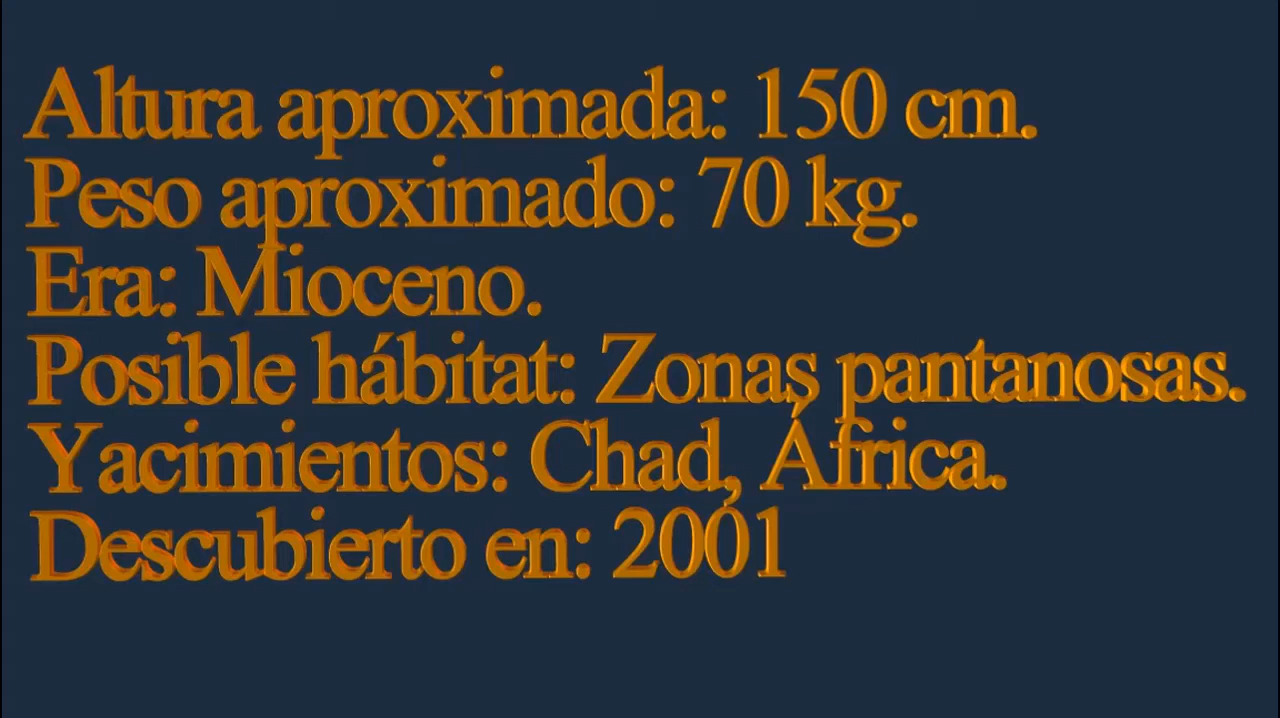 Altura aproximada: 150 cm.
Peso aproximado: 70 kg.
Era: Mioceno.
Posible hábitat: Zonas pantanosas.
Yacimientos: Chad, África.
Descubierto en: 2001